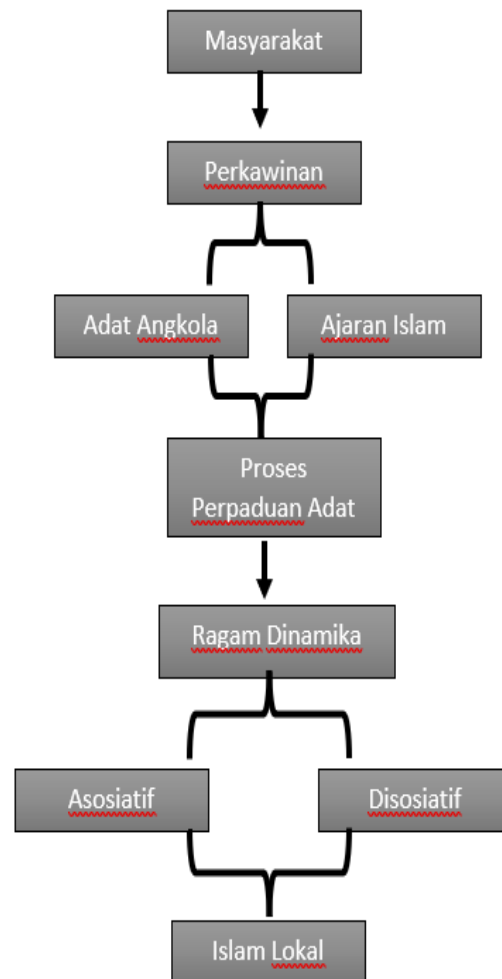 Masyarakat
Perkawinan
Adat Angkola
Ajaran Islam
Proses
Perpaduan Adat
Ragam Dinamika
Asosiatif
Disosiatif
Islam Lokal